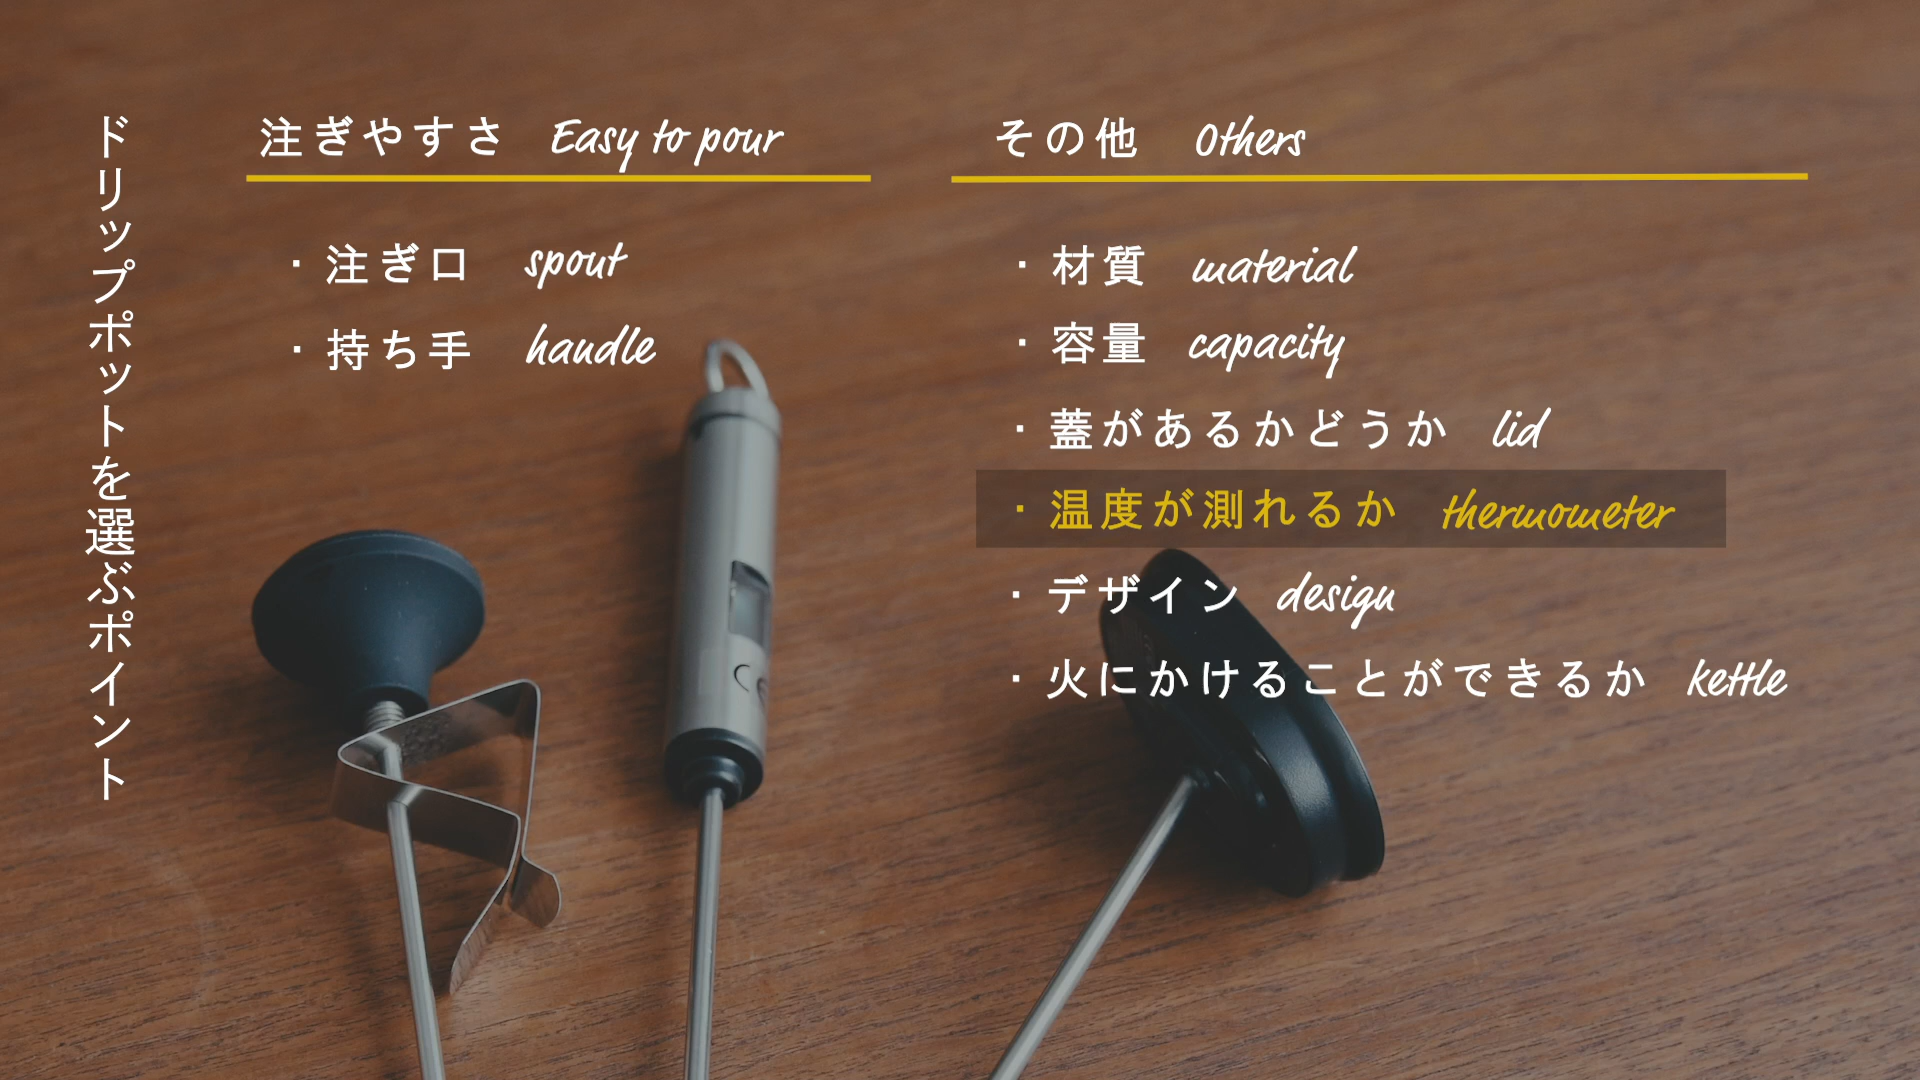 ドリップポットを選ぶポイント
注ぎやすさ Easy to pour
・注ぎ口 spout
・持ち手 handle
その他 Others
・材質 material
・容量 capacity
・蓋があるかどうか lid
・温度が測れるか thermometer
・デザイン design
・火にかけることができるか kettle
CE